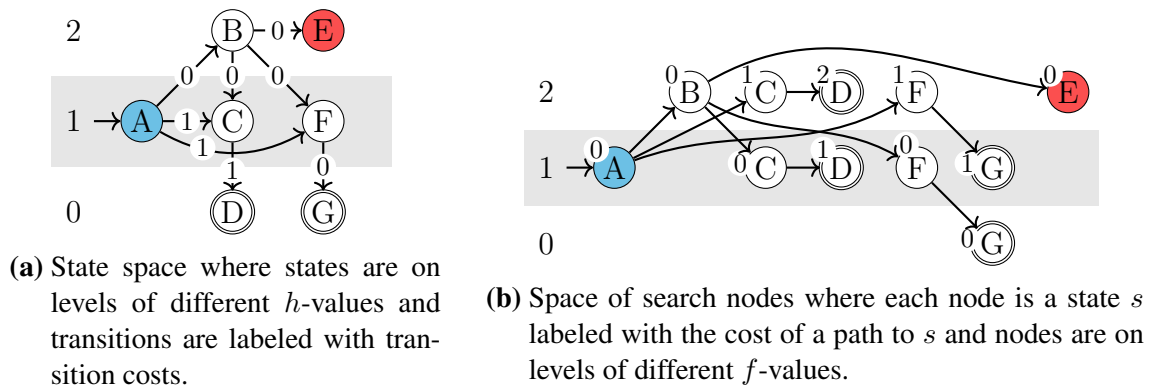 2 B 0 E
0 0 0
1 A 1 C F
1
1 0
0 D G
(a) State space where states are on
levels of different h-values and
transitions are labeled with tran-
sition costs.
0 1 2 1 0
2 B C D F E
0 0 1 0 1
1 A C D F G
0
0 G
(b) Space of search nodes where each node is a state s
labeled with the cost of a path to s and nodes are on
levels of different f-values.